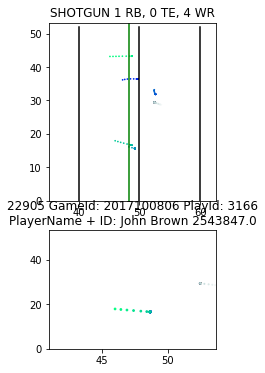 SHOTGUN 1 RB, 0 TE, 4 WR
50
40
30
20
10
0
40 50 60
22905 GameId: 2017100806 PlayId: 3166
PlayerName + ID: John Brown 2543847.0
40
20
0
45 50